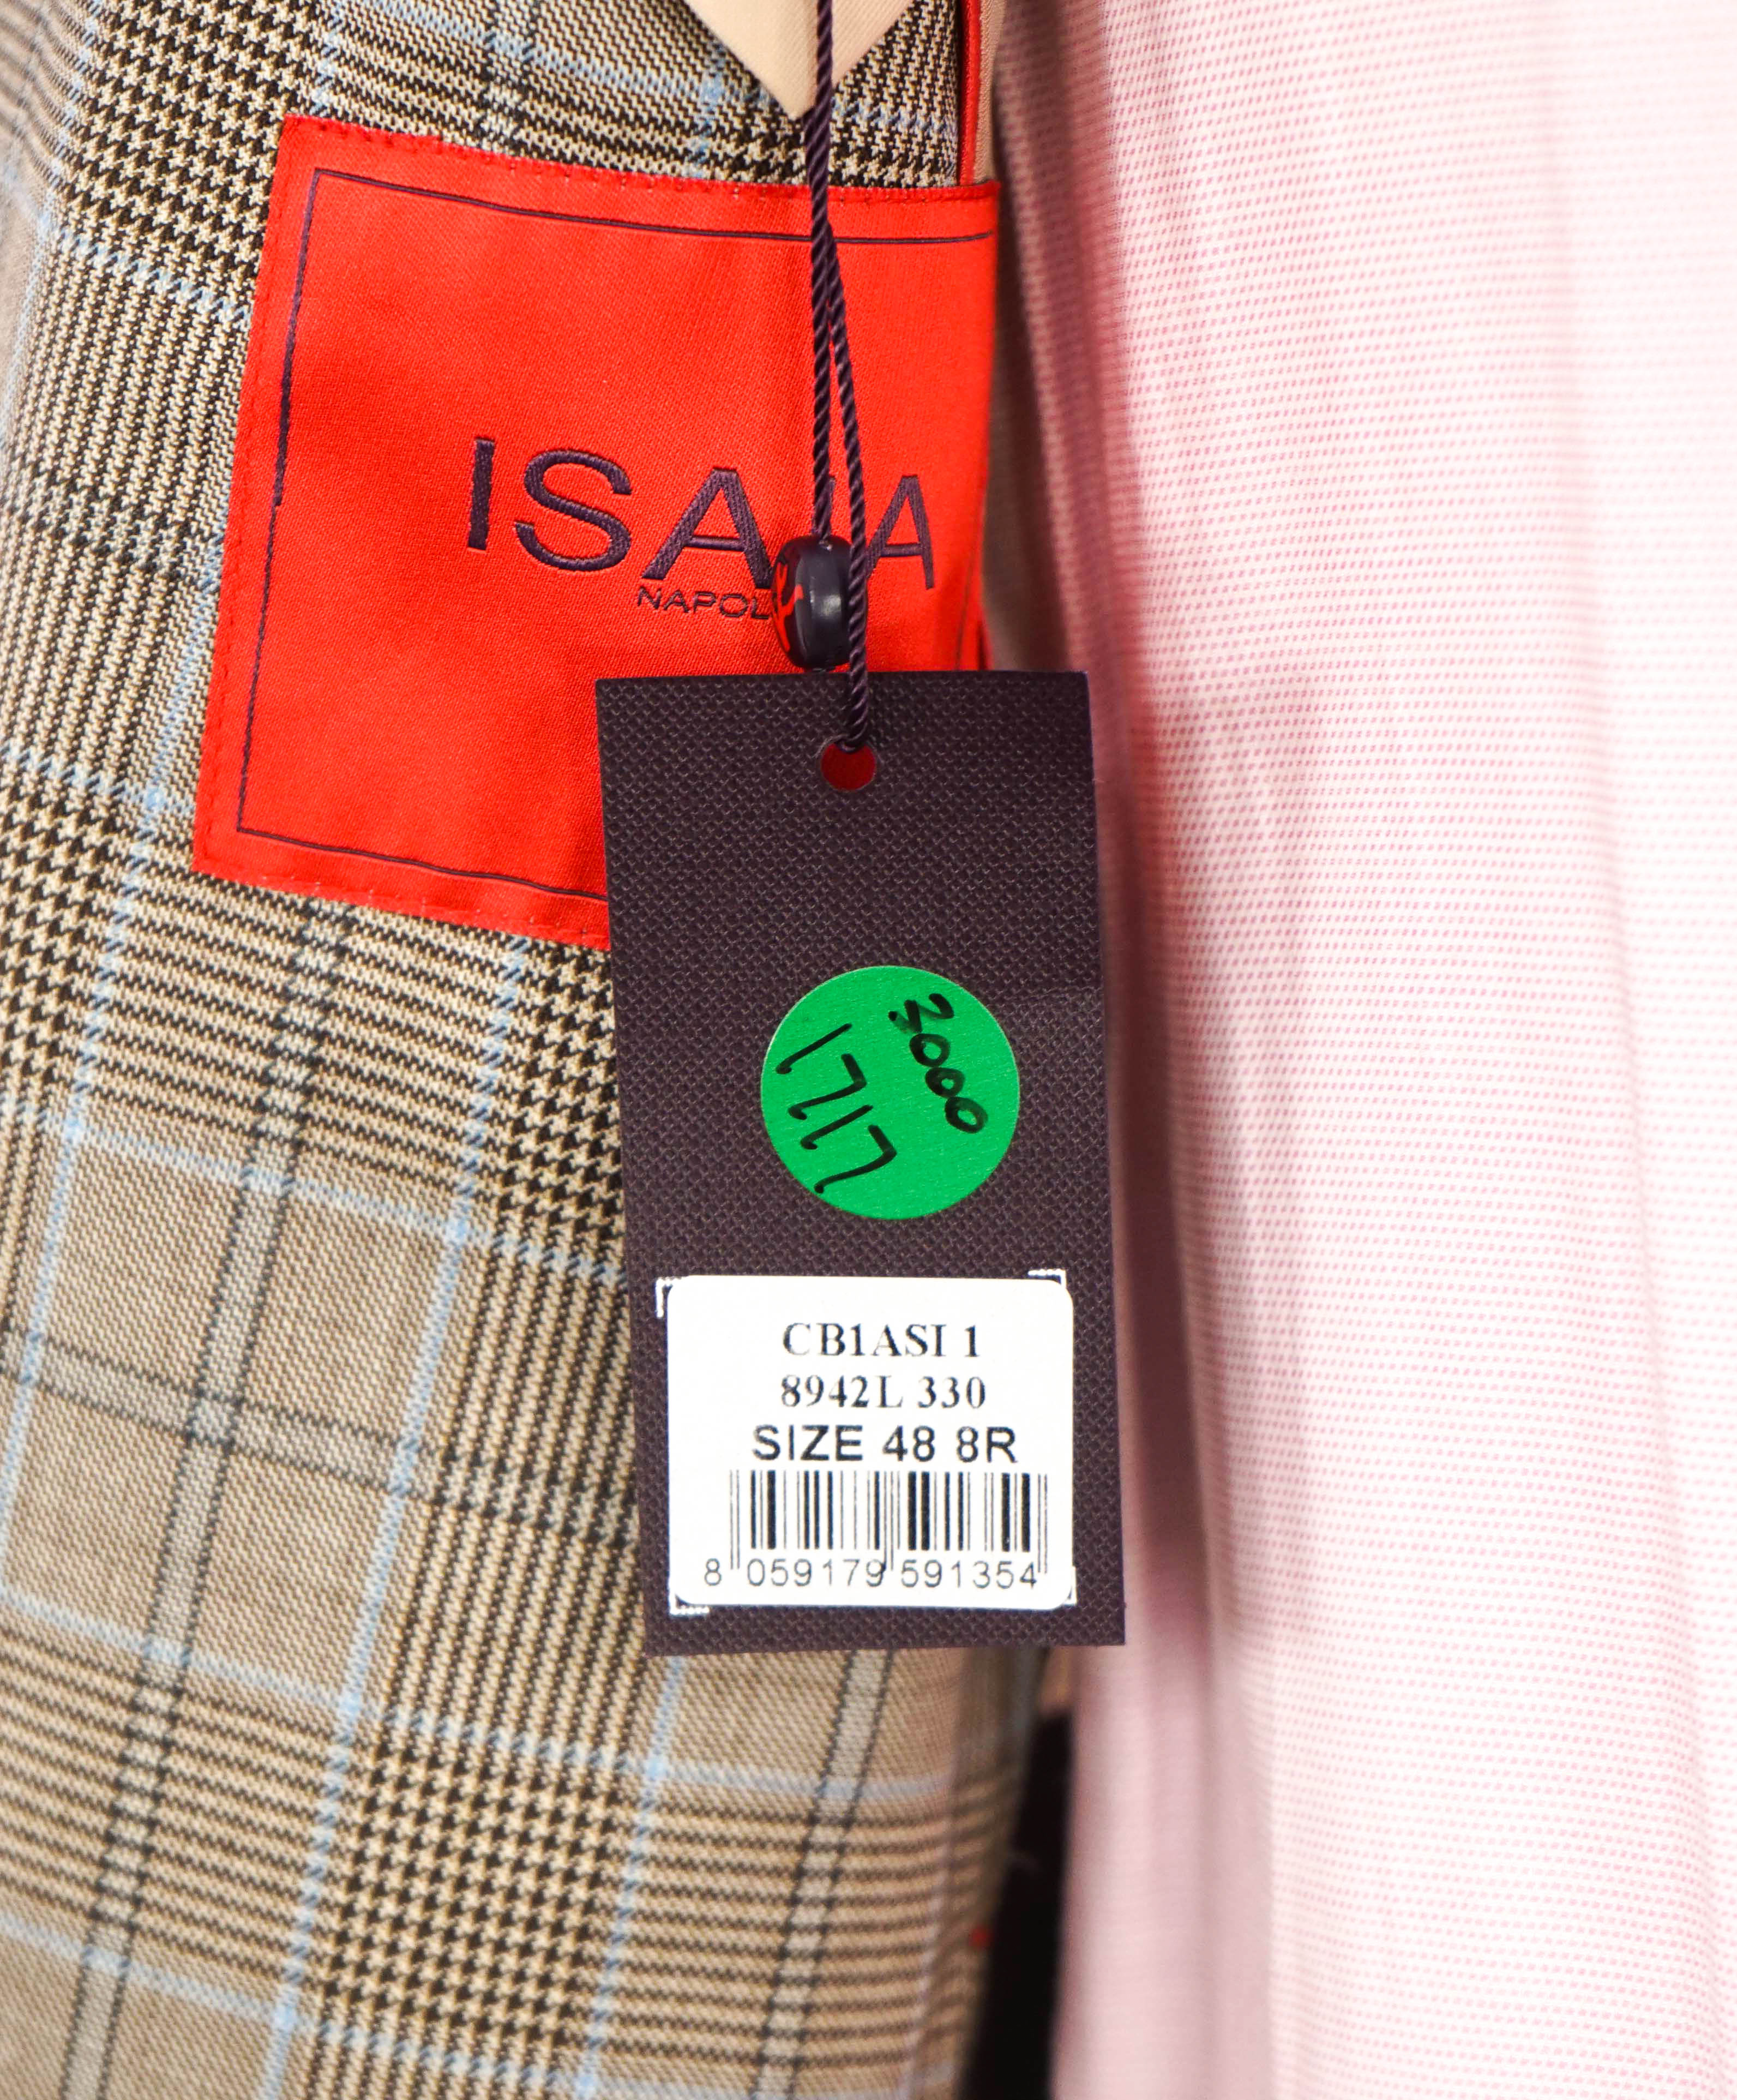 ISAIA
NAPOLI
3000
1717
CB1ASI 1
8942L 330
SIZE 48 8R
8 059179 591354